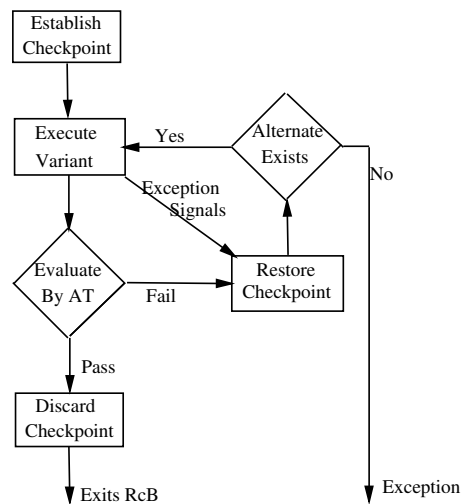 Establish
Checkpoint
Execute
Variant
Yes
Alternate
Exists
No
Exception
Signals
Evaluate
By AT
Fail
Restore
Checkpoint
Pass
Discard
Checkpoint
Exits RcB
Exception